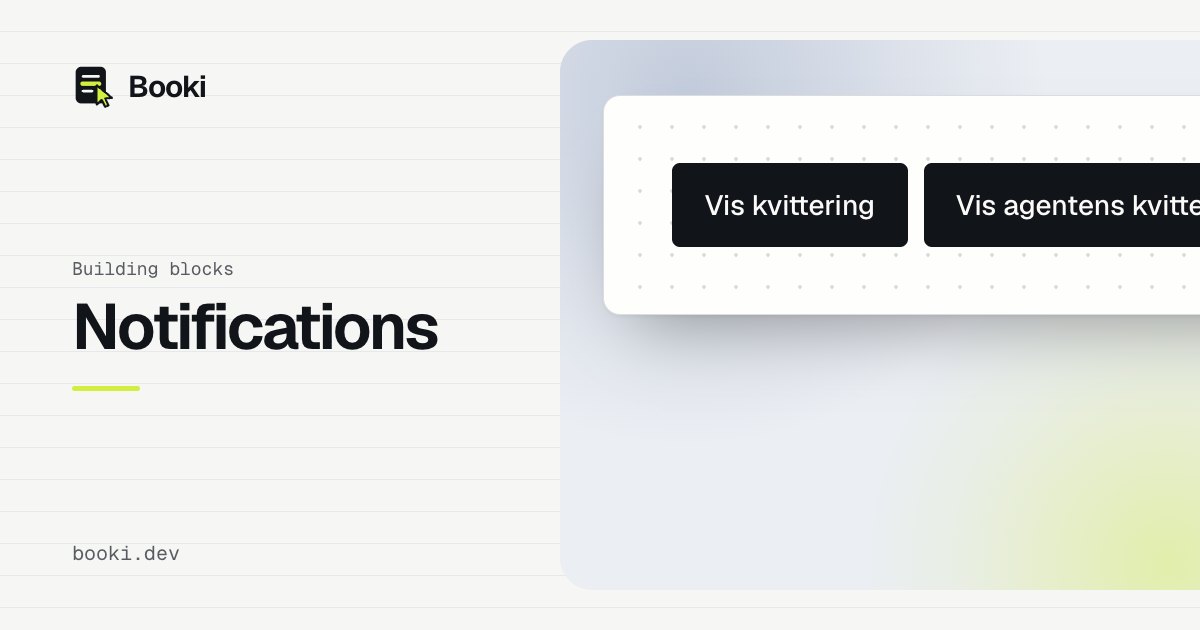 Booki
Building blocks
Notifications
booki.dev
Vis kvittering
Vis agentens